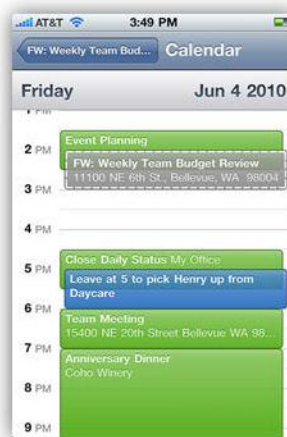 AT&T 3:49 PM
FW: Weekly Team Bud... Calendar
Friday Jun 4 2010
1 PM
Event Planning
2 PM
FW: Weekly Team Budget Review
11100 NE 6th St., Bellevue, WA 98004
3 PM
4 PM
Close Daily Status My Office
5 PM
Leave at 5 to pick Henry up from
Daycare
6 PM
Team Meeting
15400 NE 20th Street Bellevue WA 98...
7 PM
Anniversary Dinner
Coho Winery
8 PM
9 PM